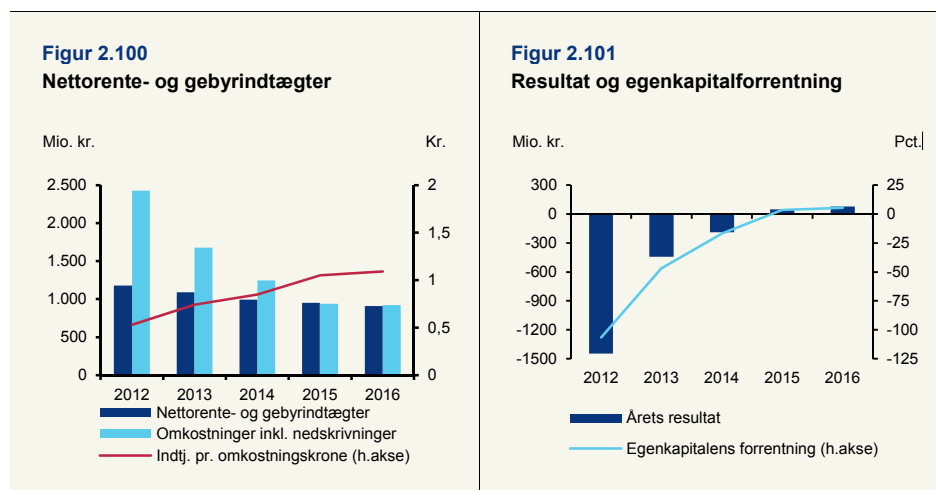 Figur 2.100
Nettorente- og gebyrindtægter
Mio. kr. Kr.
2.500
2.000
1.500
1.000
500
0
2
1,5
1
0,5
0
2012 2013 2014 2015 2016
Nettorente- og gebyrindtægter
Omkostninger inkl. nedskrivninger
Indtj. pr. omkostningskrone (h.akse)
Figur 2.101
Resultat og egenkapitalforrentning
Mio. kr. Pct.
300
0
-300
-600
-900
-1200
-1500
25
0
-25
-50
-75
-100
-125
2012 2013 2014 2015 2016
Årets resultat
Egenkapitalens forrentning (h.akse)